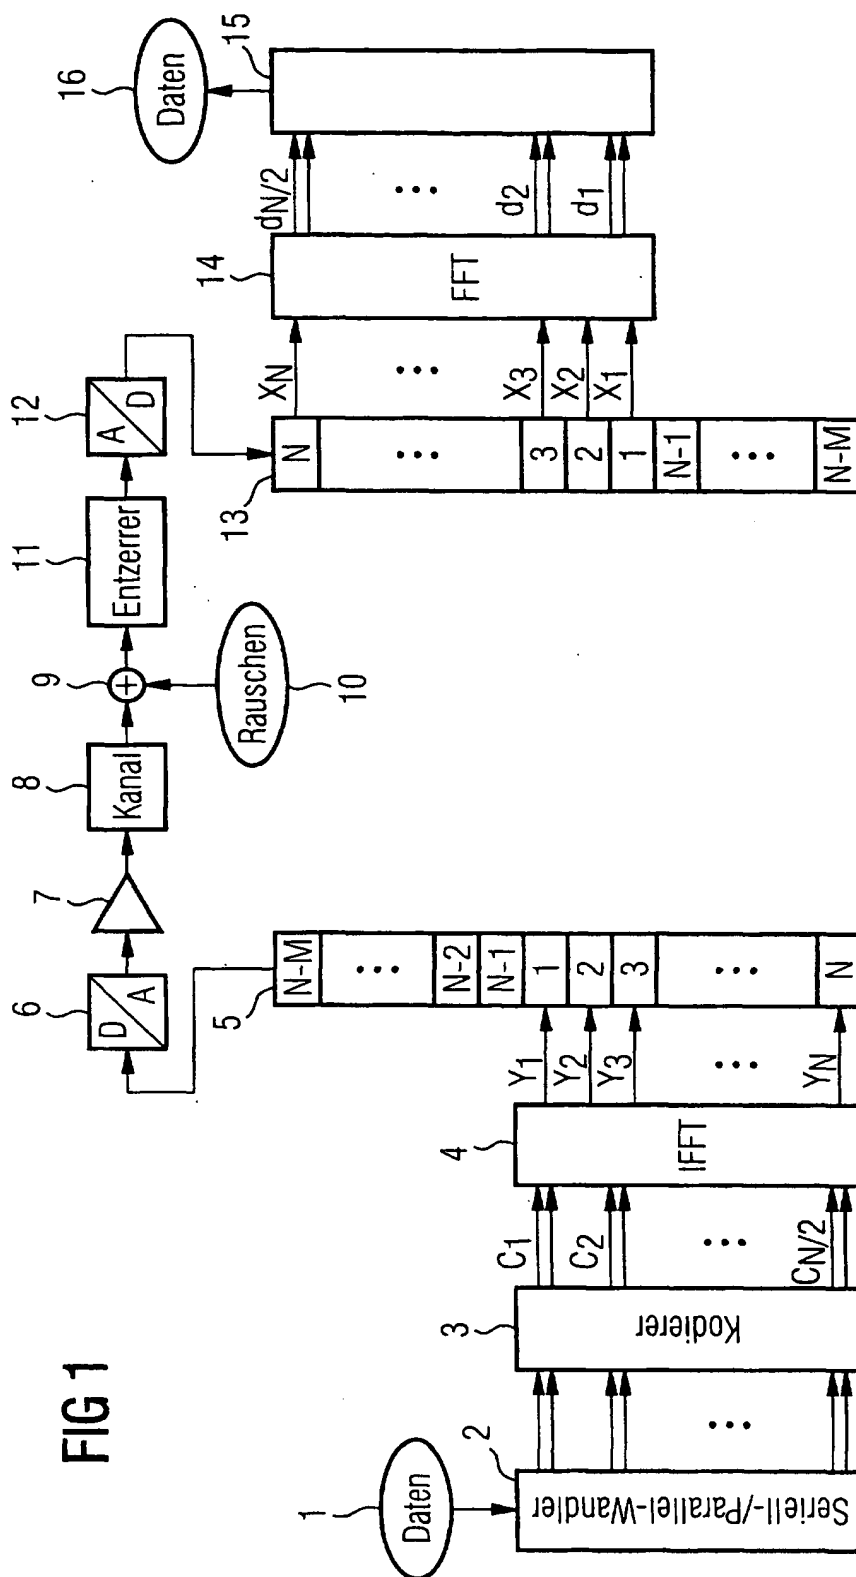 FIG 1
1
Daten
2
Seriell-/Parallel-Wandler
3
Kodierer
C1
C2
CN/2
4
IFFT
Y1
Y2
Y3
YN
5
N-M
N-2
N-1
1
2
3
N
6
D
A
7
8
Kanal
9
+
10
Rauschen
11
Entzerrer
12
A
D
13
N
3
2
1
N-1
N-M
XN
X3
X2
X1
14
FFT
dN/2
d2
d1
15
16
Daten